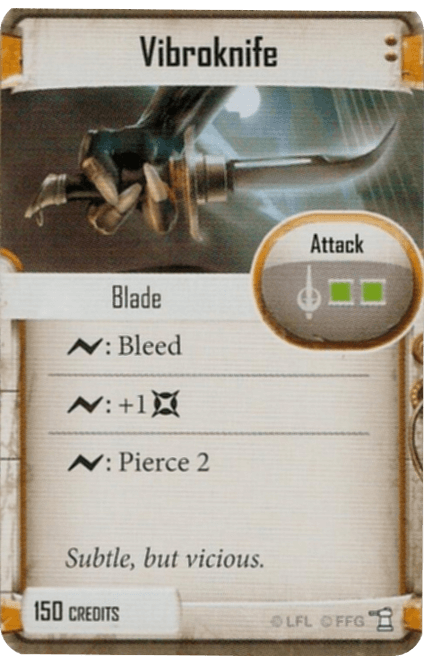 Vibroknife
Attack
Blade
: Bleed
: +1
: Pierce 2
Subtle, but vicious.
150 CREDITS
© LFL © FFG